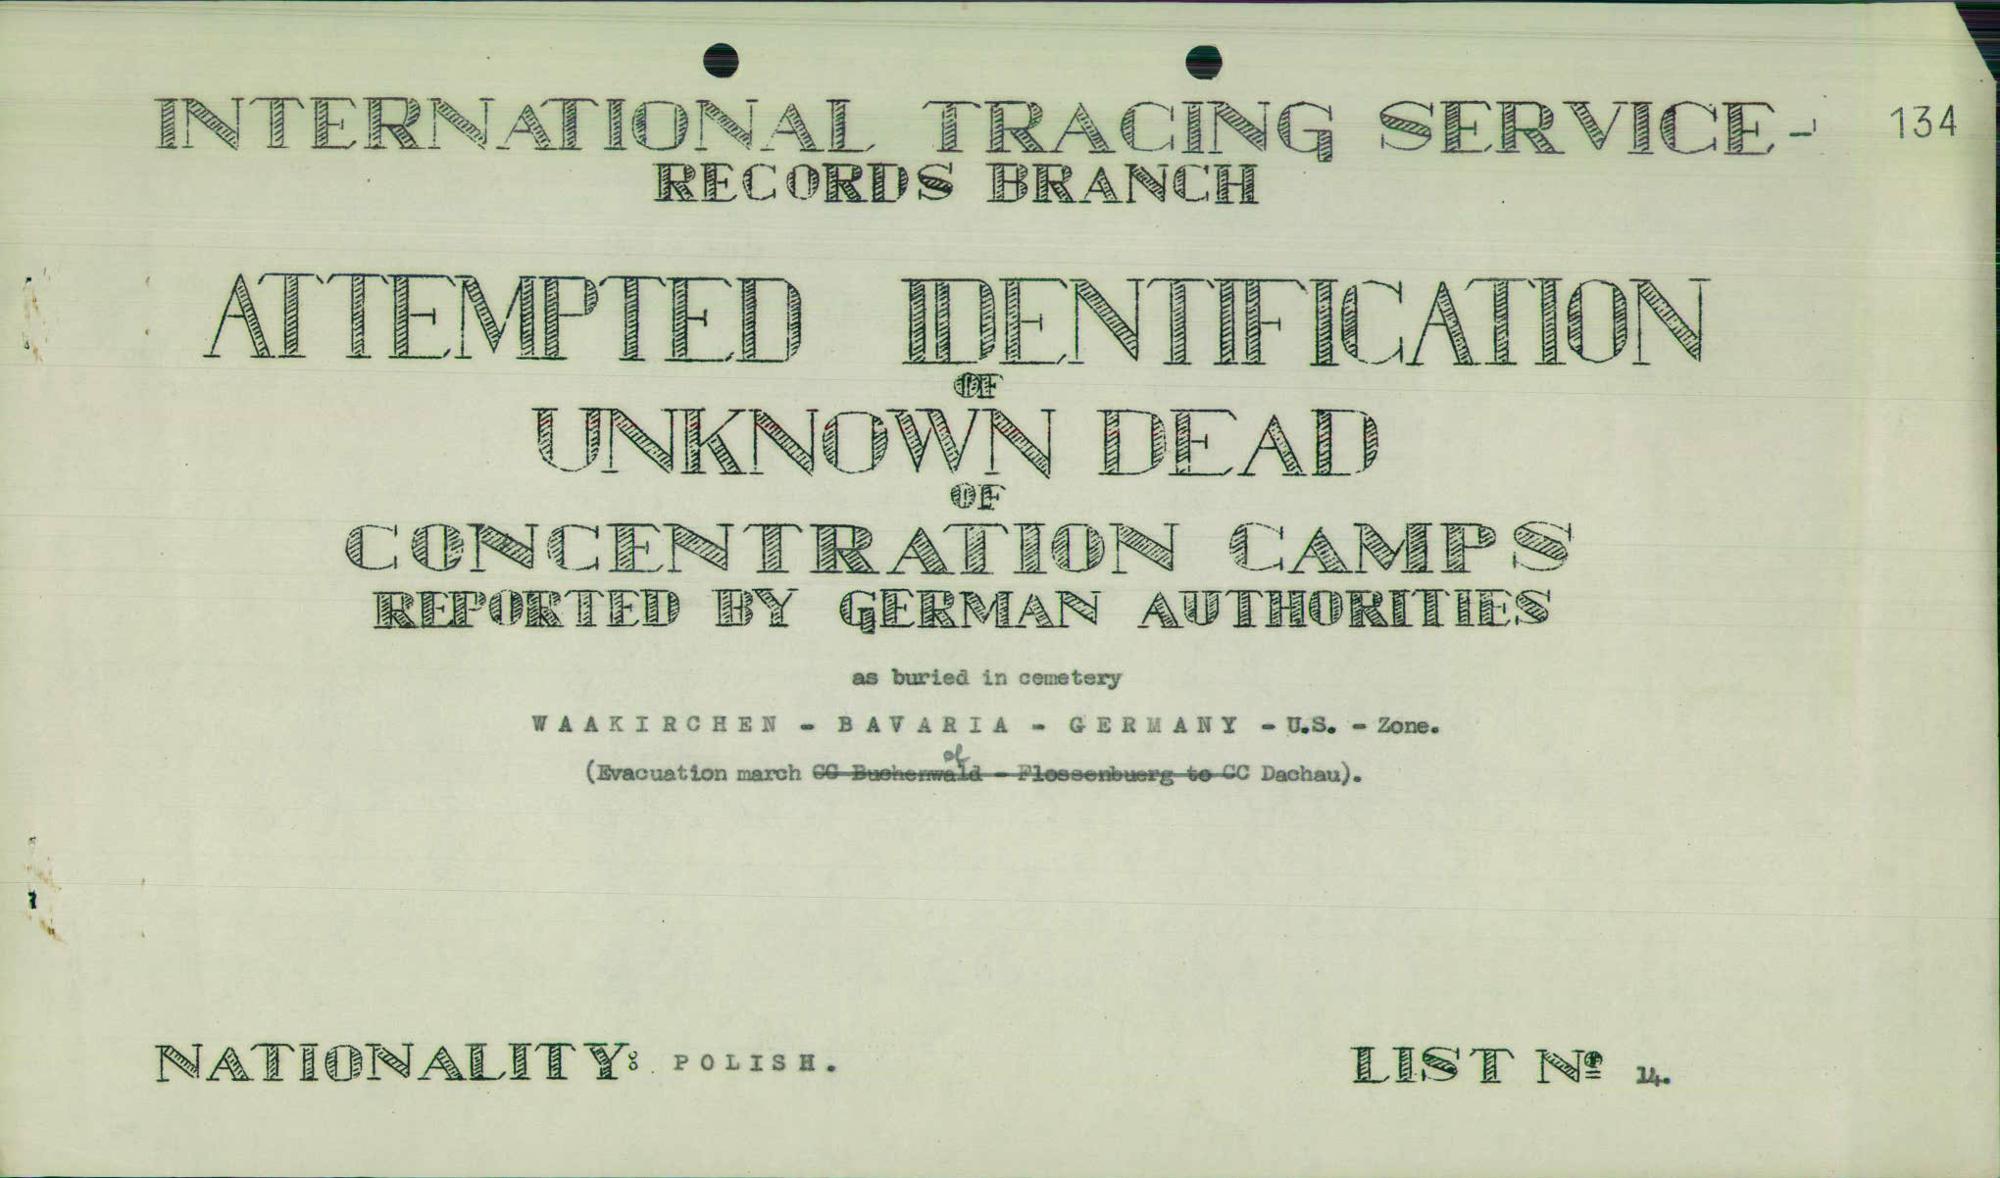 INTERNATIONAL TRACING SERVICE- 134
RECORDS BRANCH
ATTEMPTED IDENTIFICATION
OF
UNKNOWN DEAD
OF
CONCENTRATION CAMPS
REPORTED BY GERMAN AUTHORITIES
as buried in cemetery
WAAKIRCHEN - BAVARIA - GERMANY - U.S. - Zone.
of
(Evacuation march CC Buchenwald - Flossenbuerg to CC Dachau).
NATIONALITY: POLISH. LIST Nº 14.